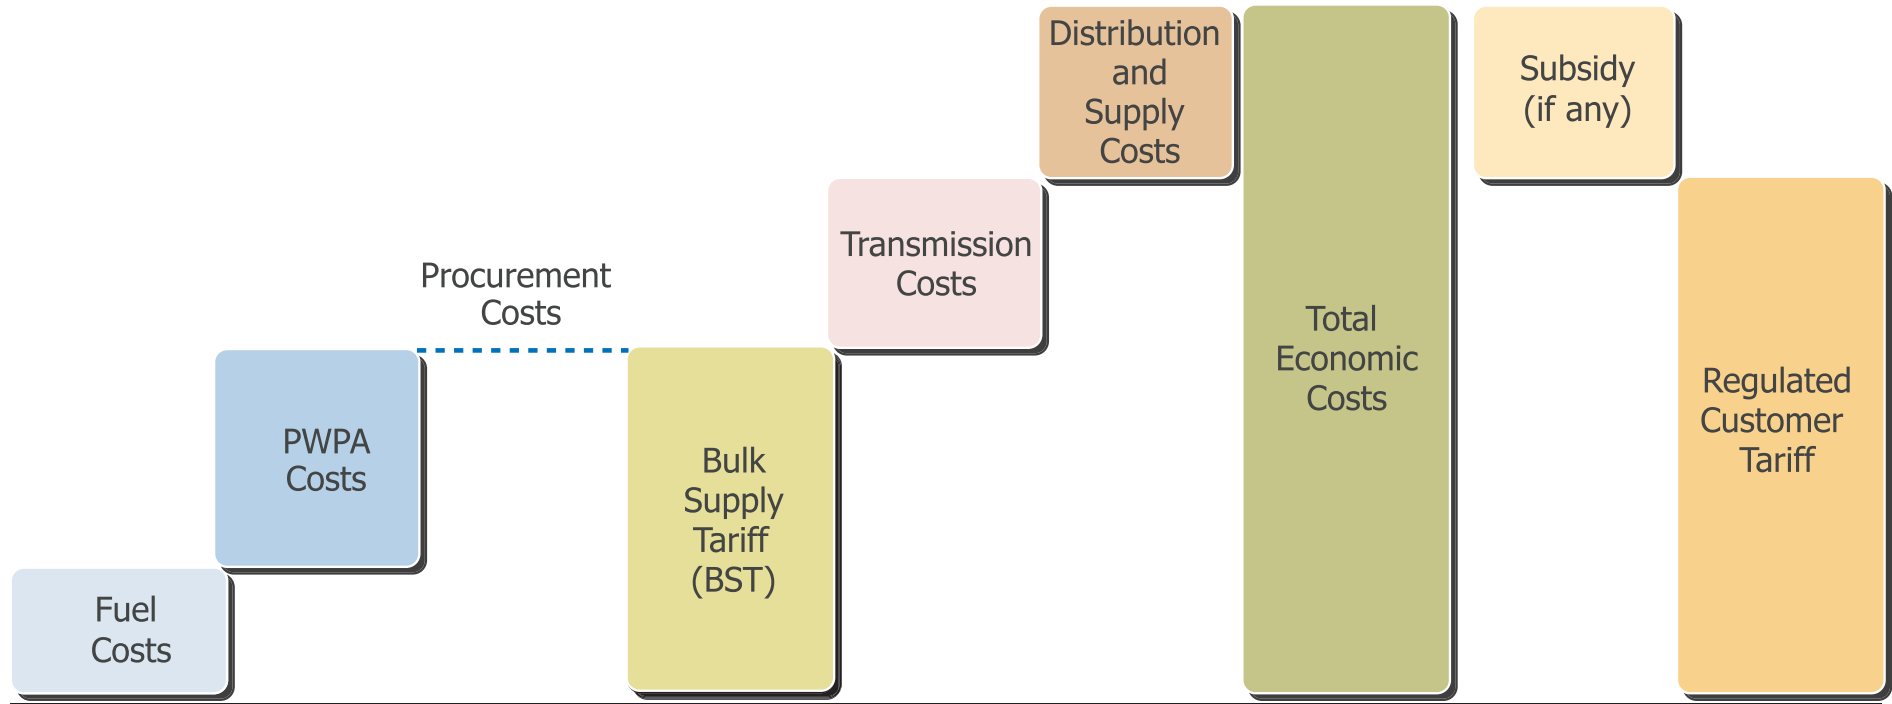 Fuel
Costs
PWPA
Costs
Procurement
Costs
Bulk
Supply
Tariff
(BST)
Transmission
Costs
Distribution
and
Supply
Costs
Total
Economic
Costs
Subsidy
(if any)
Regulated
Customer
Tariff